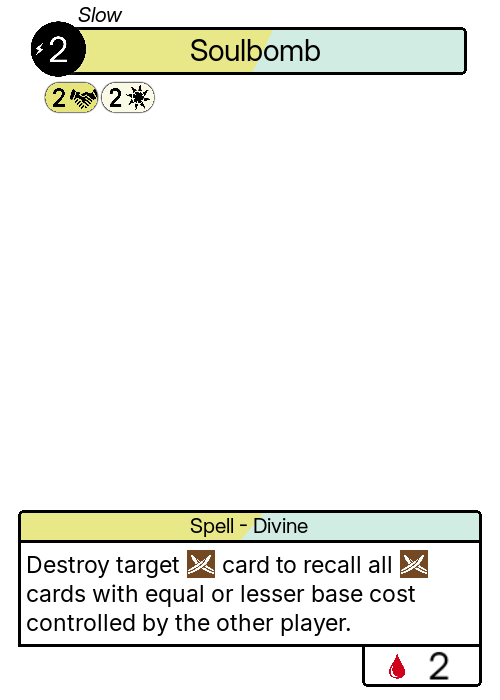 Slow
2
Soulbomb
2
2
Spell - Divine
Destroy target card to recall all
cards with equal or lesser base cost
controlled by the other player.
2